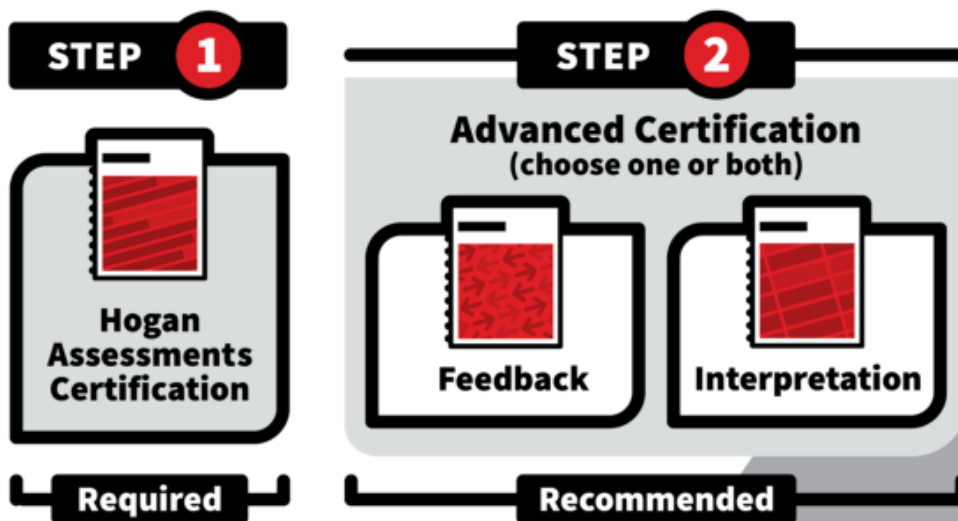 STEP 1
Hogan
Assessments
Certification
Required
STEP 2
Advanced Certification
(choose one or both)
Feedback
Interpretation
Recommended